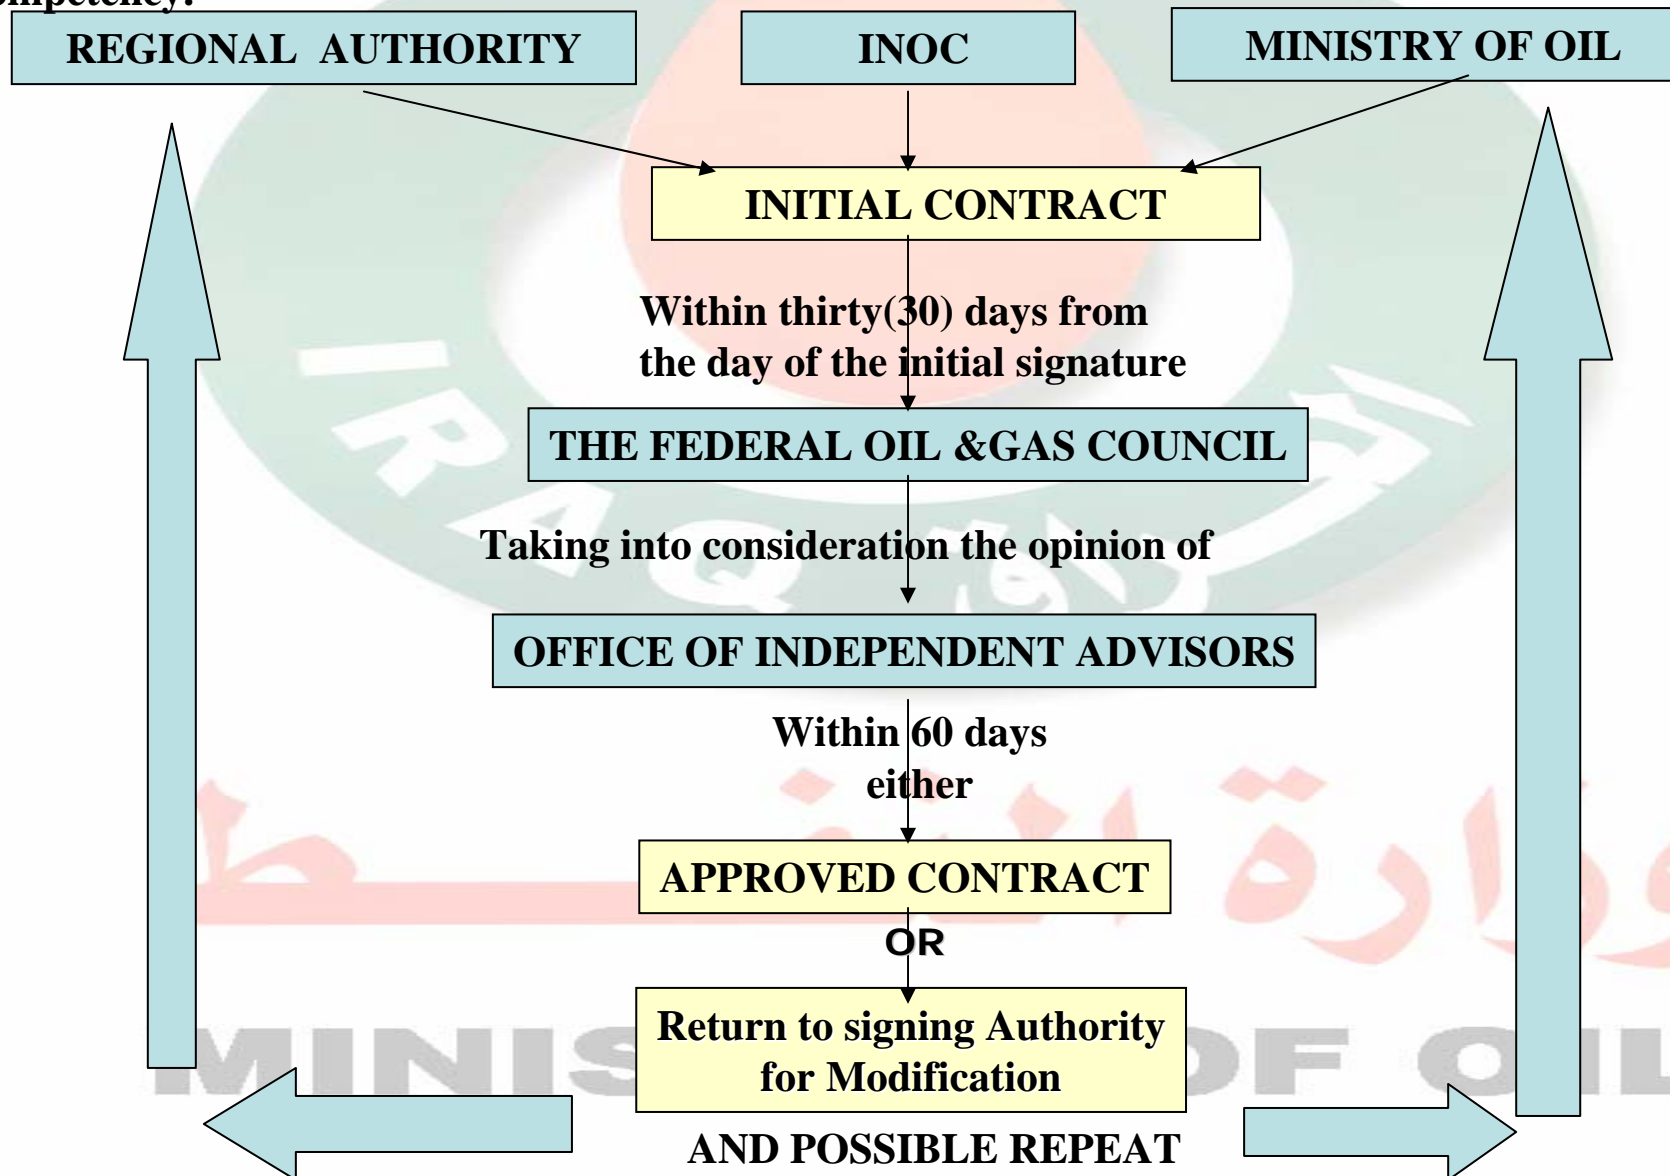 REGIONAL AUTHORITY
INOC
MINISTRY OF OIL
INITIAL CONTRACT
Within thirty(30) days from
the day of the initial signature
THE FEDERAL OIL &GAS COUNCIL
IRAQ
Taking into consideration the opinion of
OFFICE OF INDEPENDENT ADVISORS
Within 60 days
either
APPROVED CONTRACT
OR
Return to signing Authority
for Modification
OF
AND POSSIBLE REPEAT